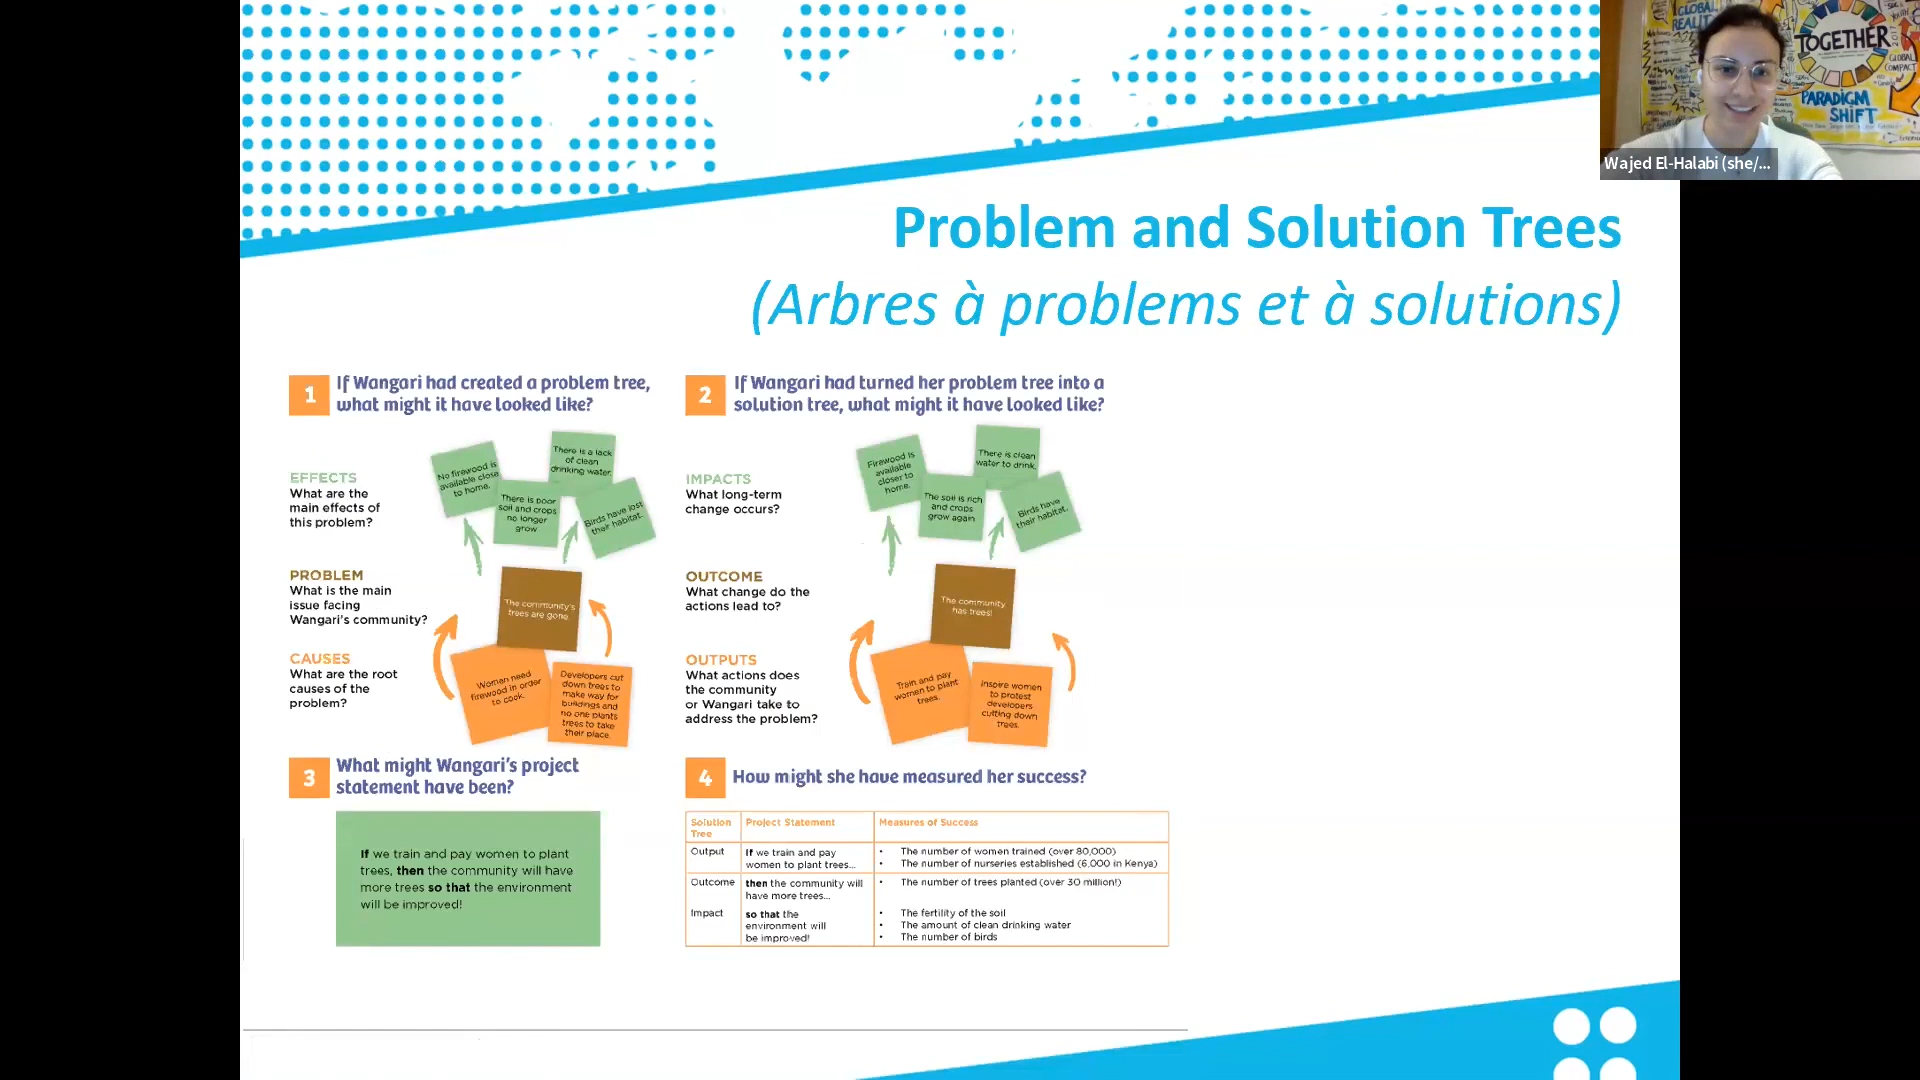 GLOBAL
REALIT
TOGETHER
2017
GLOBAL
COMPACT
PARADIGM
SHIFT
Wajed El-Halabi (she/...
Problem and Solution Trees
(Arbres à problems et à solutions)
1
If Wangari had created a problem tree,
what might it have looked like?
EFFECTS
What are the
main effects of
this problem?
No firewood is
available close
to home.
There is a lack
of clean
drinking water.
There is poor
soil and crops
no longer
grow
Birds have lost
their habitat.
PROBLEM
What is the main
issue facing
Wangari's community?
The community's
trees are gone.
CAUSES
What are the root
causes of the
problem?
Women need
firewood in order
to cook.
Developers cut
down trees to
make way for
buildings and
no one plants
trees to take
their place.
2
If Wangari had turned her problem tree into a
solution tree, what might it have looked like?
IMPACTS
What long-term
change occurs?
Firewood is
available
closer to
home.
There is clean
water to drink.
The soil is rich
and crops
grow again
Birds have
their habitat.
OUTCOME
What change do the
actions lead to?
The community
has trees!
OUTPUTS
What actions does
the community
or Wangari take to
address the problem?
Train and pay
women to plant
trees.
Inspire women
to protest
developers
cutting down
trees.
3
What might Wangari's project
statement have been?
If we train and pay women to plant
trees, then the community will have
more trees so that the environment
will be improved!
4
How might she have measured her success?
Solution
Tree
Project Statement
Measures of Success
Output
If we train and pay
women to plant trees...
• The number of women trained (over 80,000)
• The number of nurseries established (6,000 in Kenya)
Outcome
then the community will
have more trees...
• The number of trees planted (over 30 million!)
Impact
so that the
environment will
be improved!
• The fertility of the soil
• The amount of clean drinking water
• The number of birds